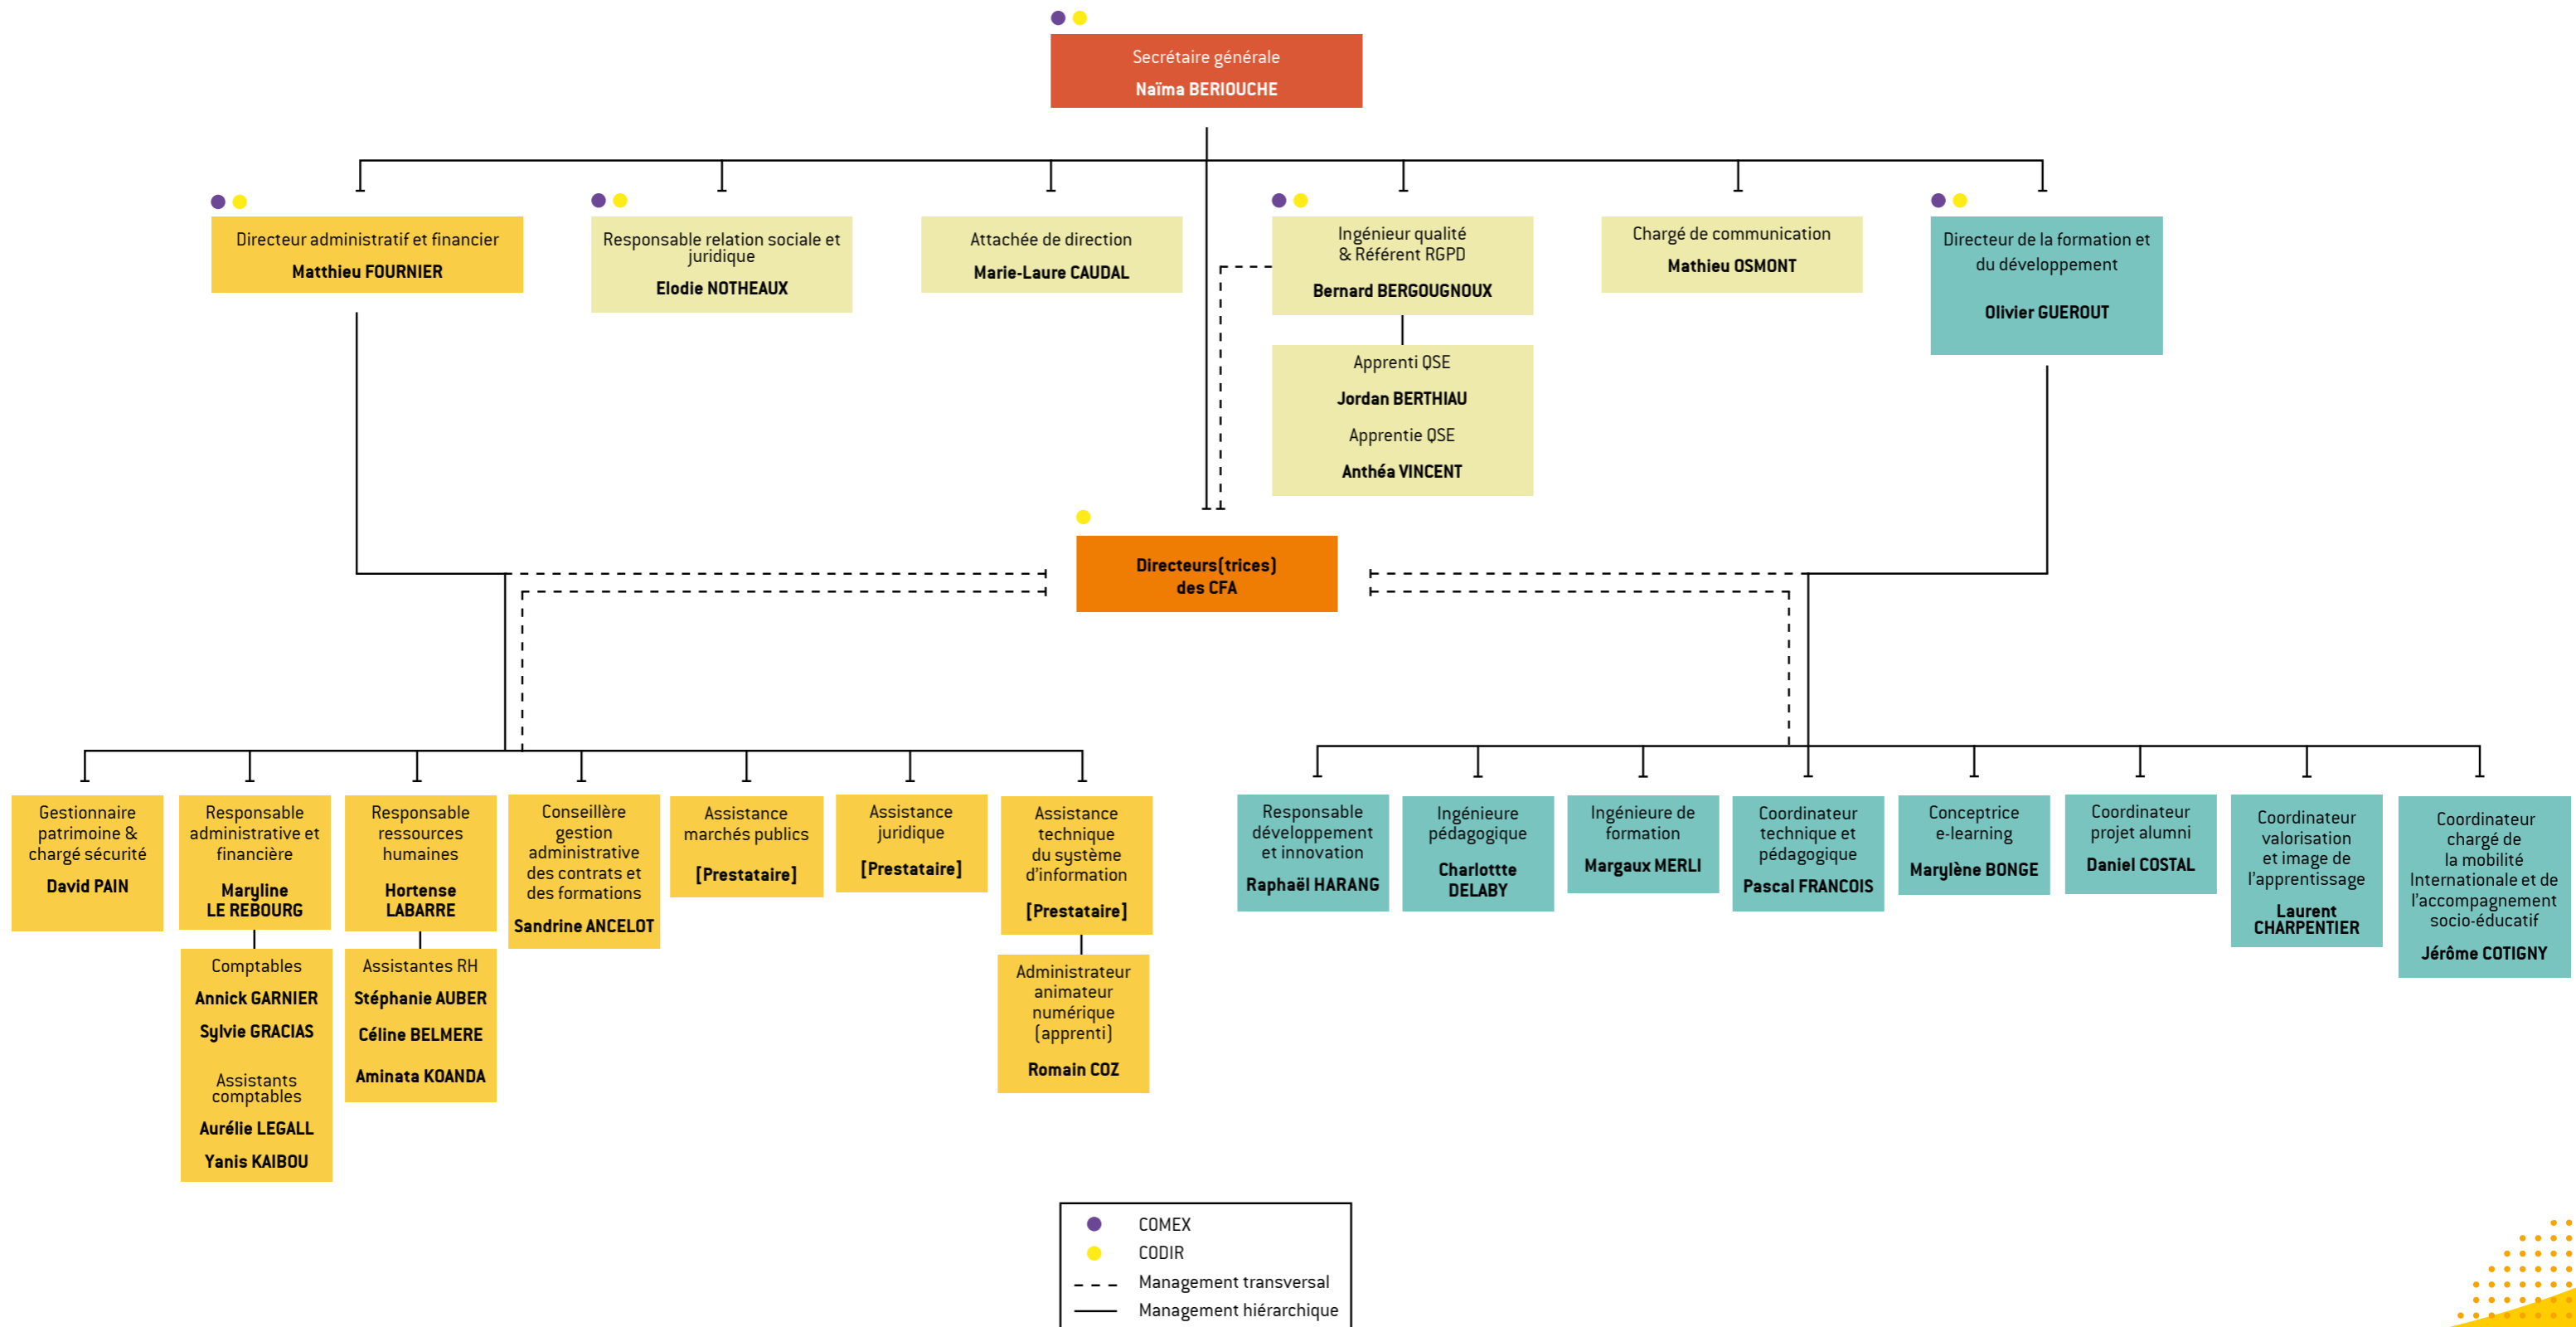 Secrétaire générale
Naïma BERIOUCHE
Directeur administratif et financier
Matthieu FOURNIER
Responsable relation sociale et
juridique
Elodie NOTHEAUX
Attachée de direction
Marie-Laure CAUDAL
Ingénieur qualité
& Référent RGPD
Bernard BERGOUGNOUX
Chargé de communication
Mathieu OSMONT
Directeur de la formation et
du développement
Olivier GUEROUT
Apprenti QSE
Jordan BERTHIAU
Apprentie QSE
Anthéa VINCENT
Directeurs(trices)
des CFA
Gestionnaire
patrimoine &
chargé sécurité
David PAIN
Responsable
administrative et
financière
Maryline
LE REBOURG
Responsable
ressources
humaines
Hortense
LABARRE
Conseillère
gestion
administrative
des contrats et
des formations
Sandrine ANCELOT
Assistance
marchés publics
[Prestataire]
Assistance
juridique
[Prestataire]
Assistance
technique
du système
d'information
[Prestataire]
Responsable
développement
et innovation
Raphaël HARANG
Ingénieure
pédagogique
Charlottte
DELABY
Ingénieure de
formation
Margaux MERLI
Coordinateur
technique et
pédagogique
Pascal FRANCOIS
Conceptrice
e-learning
Marylène BONGE
Coordinateur
projet alumni
Daniel COSTAL
Coordinateur
valorisation
et image de
l'apprentissage
Laurent
CHARPENTIER
Coordinateur
chargé de
la mobilité
Internationale et de
l'accompagnement
socio-éducatif
Jérôme COTIGNY
Comptables
Annick GARNIER
Sylvie GRACIAS
Assistants
comptables
Aurélie LEGALL
Yanis KAIBOU
Assistantes RH
Stéphanie AUBER
Céline BELMERE
Aminata KOANDA
Administrateur
animateur
numérique
(apprenti)
Romain COZ
COMEX
CODIR
Management transversal
Management hiérarchique